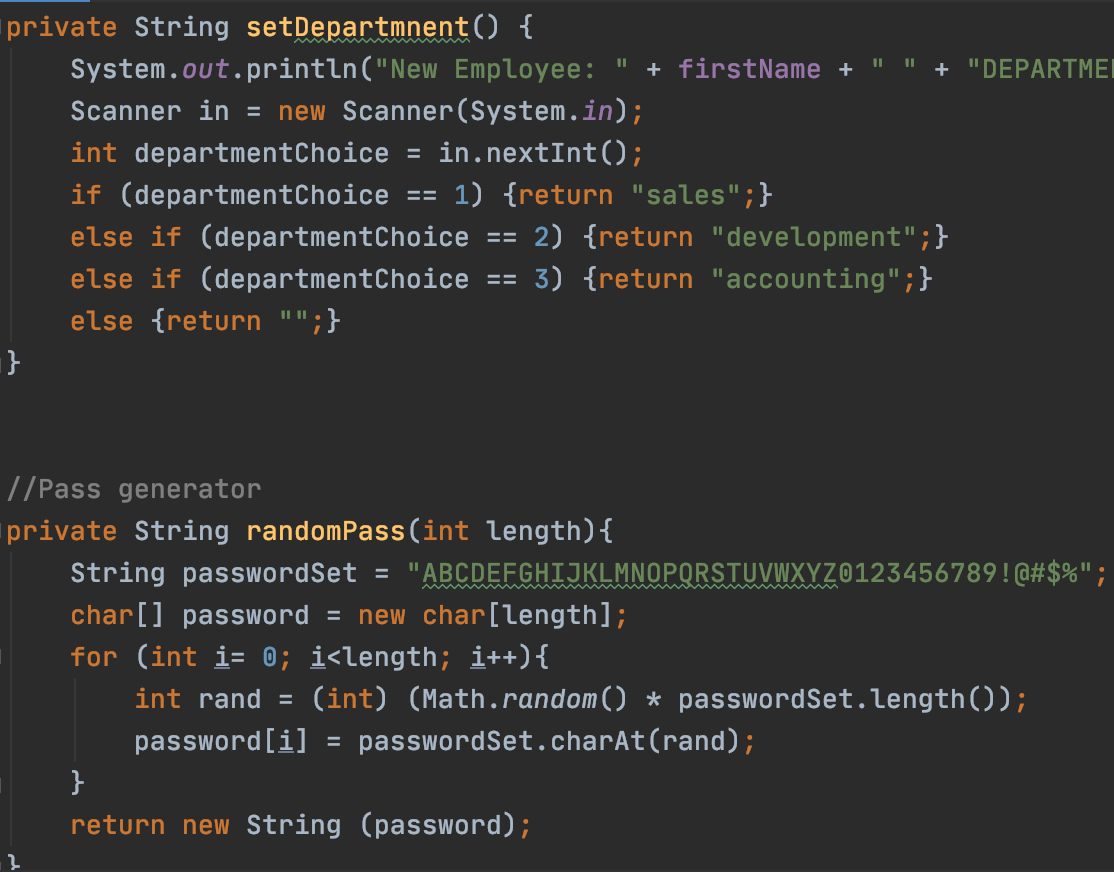 private String setDepartmnent() {
System.out.println("New Employee: " + firstName + " " + "DEPARTME
Scanner in = new Scanner(System.in);
int departmentChoice = in.nextInt();
if (departmentChoice == 1) {return "sales";}
else if (departmentChoice == 2) {return "development";}
else if (departmentChoice == 3) {return "accounting";}
else {return "";}
}
//Pass generator
private String randomPass(int length){
String passwordSet = "ABCDEFGHIJKLMNOPQRSTUVWXYZ0123456789!@#$%";
char[] password = new char[length];
for (int i= 0; i<length; i++){
int rand = (int) (Math.random() * passwordSet.length());
password[i] = passwordSet.charAt(rand);
}
return new String (password);
}